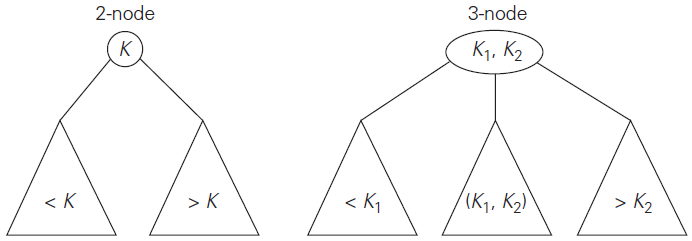 2-node
3-node
K
K₁, K₂
< K
> K
< K₁
(K₁, K₂)
> K₂